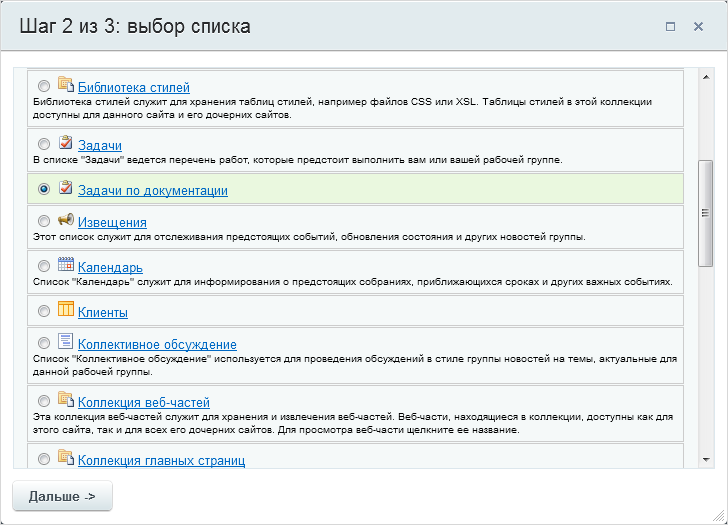 Шаг 2 из 3: выбор списка
Библиотека стилей
Библиотека стилей служит для хранения таблиц стилей, например файлов CSS или XSL. Таблицы стилей в этой коллекции
доступны для данного сайта и его дочерних сайтов.
Задачи
В списке "Задачи" ведется перечень работ, которые предстоит выполнить вам или вашей рабочей группе.
Задачи по документации
Извещения
Этот список служит для отслеживания предстоящих событий, обновления состояния и других новостей группы.
Календарь
Список "Календарь" служит для информирования о предстоящих собраниях, приближающихся сроках и других важных событиях.
Клиенты
Коллективное обсуждение
Список "Коллективное обсуждение" используется для проведения обсуждений в стиле группы новостей на темы, актуальные для
данной рабочей группы.
Коллекция веб-частей
Эта коллекция веб-частей служит для хранения и извлечения веб-частей. Веб-части, находящиеся в коллекции, доступны как для
этого сайта, так и для всех его дочерних сайтов. Для просмотра веб-части щелкните ее название.
Коллекция главных страниц
Дальше ->